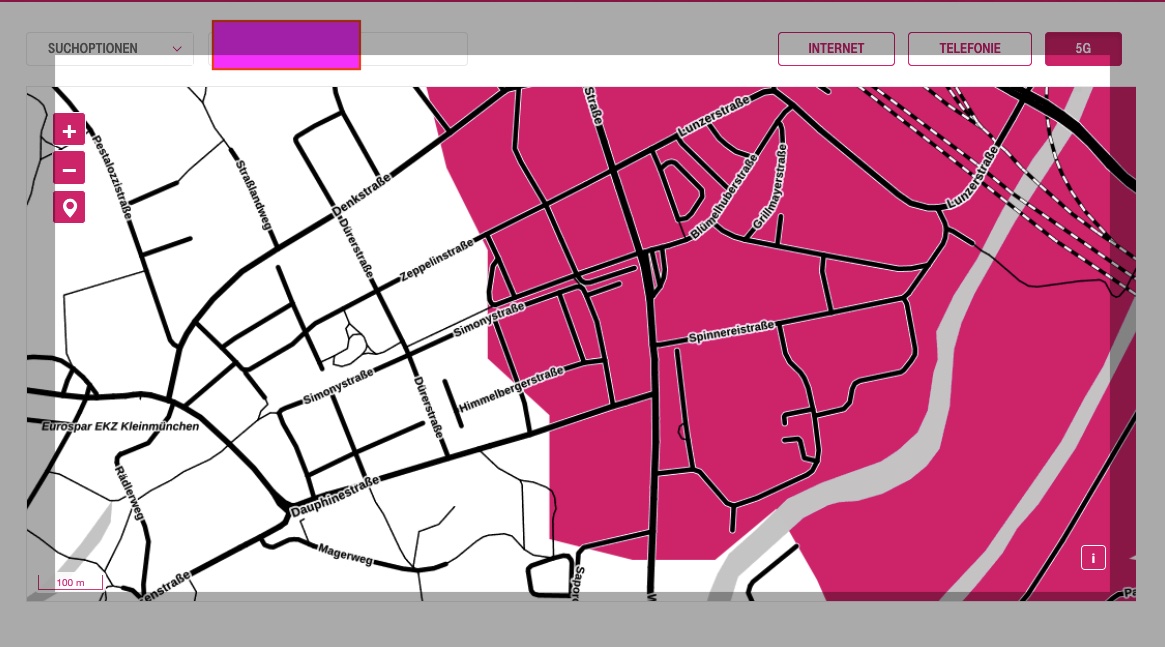 SUCHOPTIONEN
INTERNET
TELEFONIE
5G
+
−
Pestalozzistraße
Straßlandweg
Denkstraße
Dürerstraße
Zeppelinstraße
Straße
Lunzerstraße
Blümelhuberstraße
Grillmayerstraße
Lunzerstraße
Simonystraße
Spinnereistraße
Simonystraße
Himmelbergerstraße
Dürerstraße
Eurospar EKZ Kleinmünchen
Rädlerweg
Dauphinestraße
Magerweg
enstraße
Sapor
100 m
i
Pa